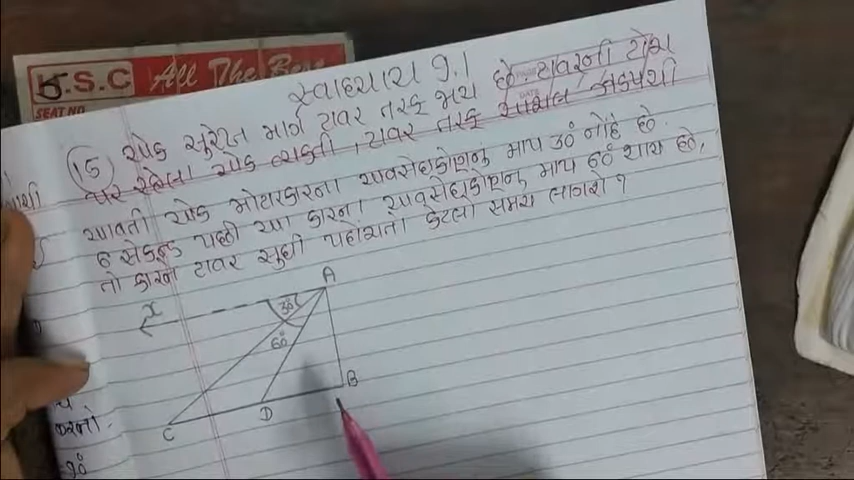 K.S.C All The Best
SEAT NO
સ્વાધ્યાય 9.1
(15) એક સુરેખ માર્ગ ટાવર તરફ જાય છે. ટાવરની ટોચ
પર રહેલા એક વ્યક્તિ, ટાવર તરફ અચળ ઝડપથી
આવતી એક મોટરકારના અવસેધકોણનું માપ 30° નોંધે છે.
6 સેકન્ડ પછી આ કારના અવસેધકોણનું માપ 60° થાય છે,
તો કારને ટાવર સુધી પહોંચતા કેટલો સમય લાગશે ?
A
x
30°
60°
B
D
C